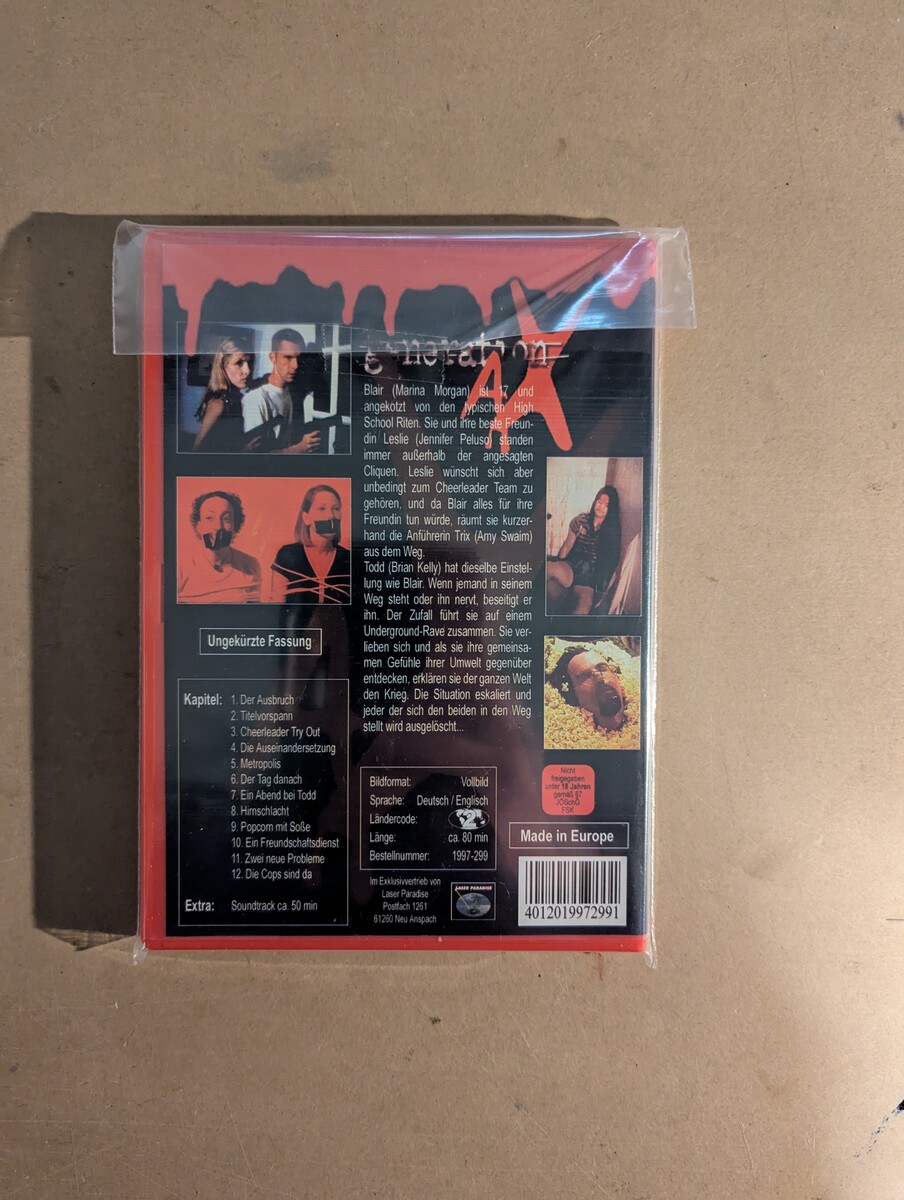 generation
AX
Blair (Marina Morgan) ist 17 und
angekotzt von den typischen High
School Riten. Sie und ihre beste Freun-
din Leslie (Jennifer Peluso) standen
immer außerhalb der angesagten
Cliquen. Leslie wünscht sich aber
unbedingt zum Cheerleader Team zu
gehören, und da Blair alles für ihre
Freundin tun würde, räumt sie kurzer-
hand die Anführerin Trix (Amy Swaim)
aus dem Weg.
Todd (Brian Kelly) hat dieselbe Einstel-
lung wie Blair. Wenn jemand in seinem
Weg steht oder ihn nervt, beseitigt er
ihn. Der Zufall führt sie auf einem
Underground-Rave zusammen. Sie ver-
lieben sich und als sie ihre gemeinsa-
men Gefühle ihrer Umwelt gegenüber
entdecken, erklären sie der ganzen Welt
den Krieg. Die Situation eskaliert und
jeder der sich den beiden in den Weg
stellt wird ausgelöscht...
Ungekürzte Fassung
Kapitel: 1. Der Ausbruch
2. Titelvorspann
3. Cheerleader Try Out
4. Die Auseinandersetzung
5. Metropolis
6. Der Tag danach
7. Ein Abend bei Todd
8. Hirnschlacht
9. Popcorn mit Soße
10. Ein Freundschaftsdienst
11. Zwei neue Probleme
12. Die Cops sind da
Extra: Soundtrack ca. 50 min
Bildformat: Vollbild
Sprache: Deutsch / Englisch
Ländercode: 2
Länge: ca. 80 min
Bestellnummer: 1997-299
Im Exklusivvertrieb von
Laser Paradise
Postfach 1261
61260 Neu Anspach
LASER PARADISE
Nicht
freigegeben
unter 18 Jahren
gemäß §7
JÖSchG
FSK
Made in Europe
4012019972991